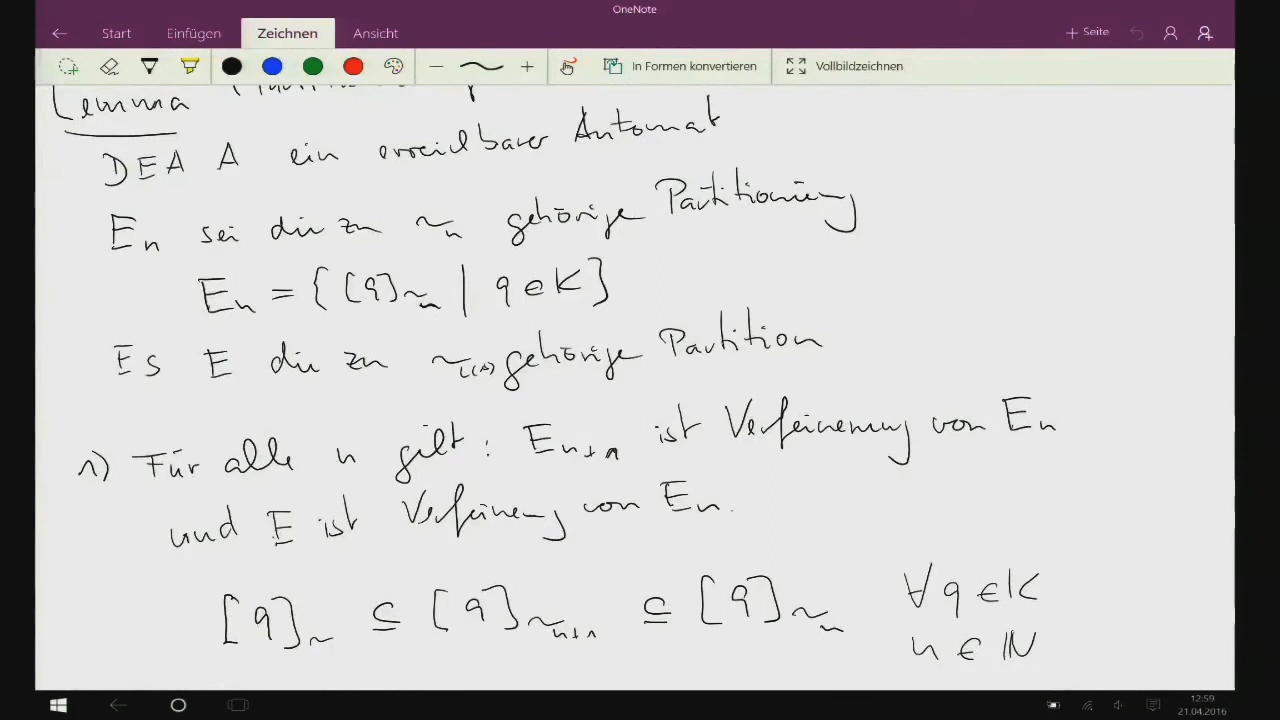 OneNote
Start Einfügen Zeichnen Ansicht
Seite
In Formen konvertieren Vollbildzeichnen
Lemma
DEA A ein erreichbarer Automat
En sei die zu ~n gehörige Partitionierung
En = { [q]~n | q ∈ K }
Es E die zu ~L(A) gehörige Partition
1) Für alle n gilt: En+1 ist Verfeinerung von En
und E ist Verfeinerung von En.
[q]~ ⊆ [q]~n+1 ⊆ [q]~n ∀q ∈ K
n ∈ ℕ
12:59
21.04.2016